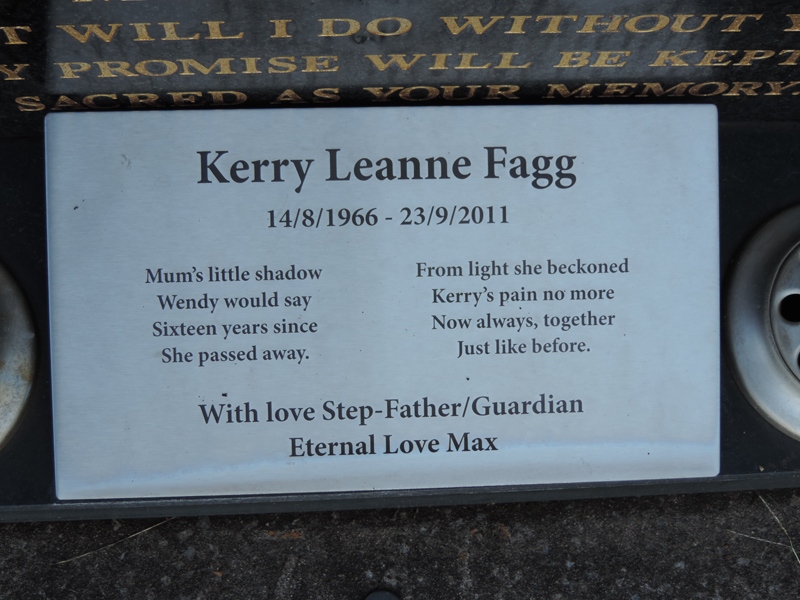 WILL I DO WITHOUT
PROMISE WILL BE KEPT
SACRED AS YOUR MEMORY
Kerry Leanne Fagg
14/8/1966 - 23/9/2011
Mum's little shadow
Wendy would say
Sixteen years since
She passed away.
From light she beckoned
Kerry's pain no more
Now always, together
Just like before.
With love Step-Father/Guardian
Eternal Love Max